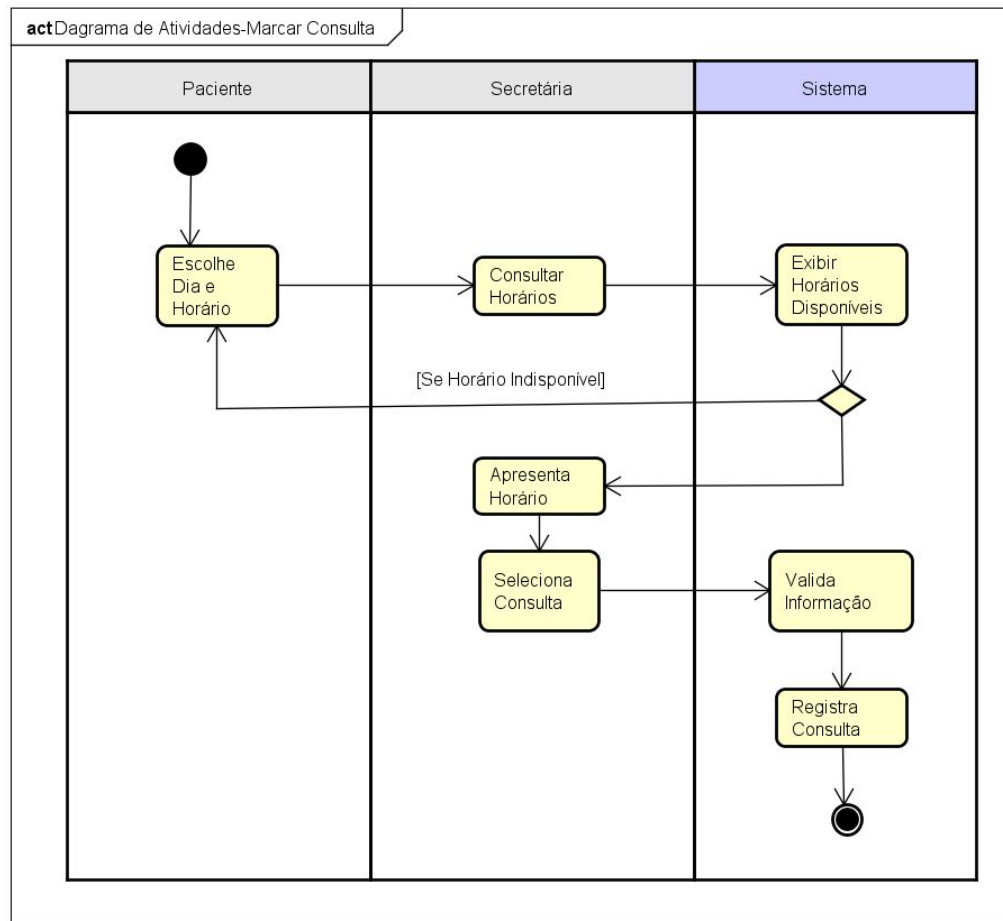 act Dagrama de Atividades-Marcar Consulta
Paciente
Secretária
Sistema
Escolhe
Dia e
Horário
Consultar
Horários
Exibir
Horários
Disponíveis
[Se Horário Indisponível]
Apresenta
Horário
Seleciona
Consulta
Valida
Informação
Registra
Consulta